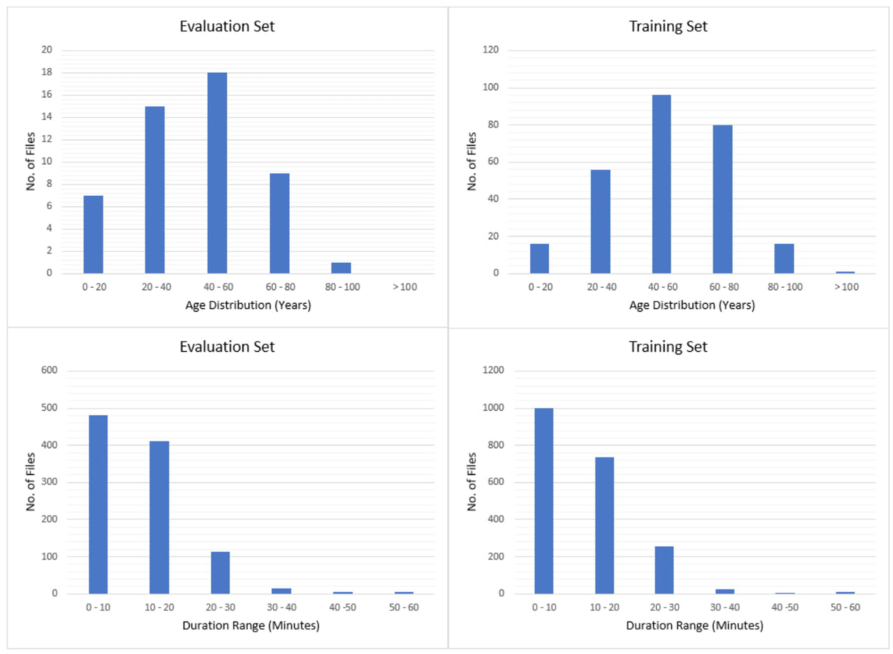 Evaluation Set
No. of Files
20
18
16
14
12
10
8
6
4
2
0
0 - 20 20 - 40 40 - 60 60 - 80 80 - 100 >100
Age Distribution (Years)
Training Set
No. of Files
120
100
80
60
40
20
0
0 - 20 20 - 40 40 - 60 60 - 80 80 - 100 >100
Age Distribution (Years)
Evaluation Set
No. of Files
600
500
400
300
200
100
0
0 - 10 10 - 20 20 - 30 30 - 40 40 -50 50 - 60
Duration Range (Minutes)
Training Set
No. of Files
1200
1000
800
600
400
200
0
0 - 10 10 - 20 20 - 30 30 - 40 40 -50 50 - 60
Duration Range (Minutes)